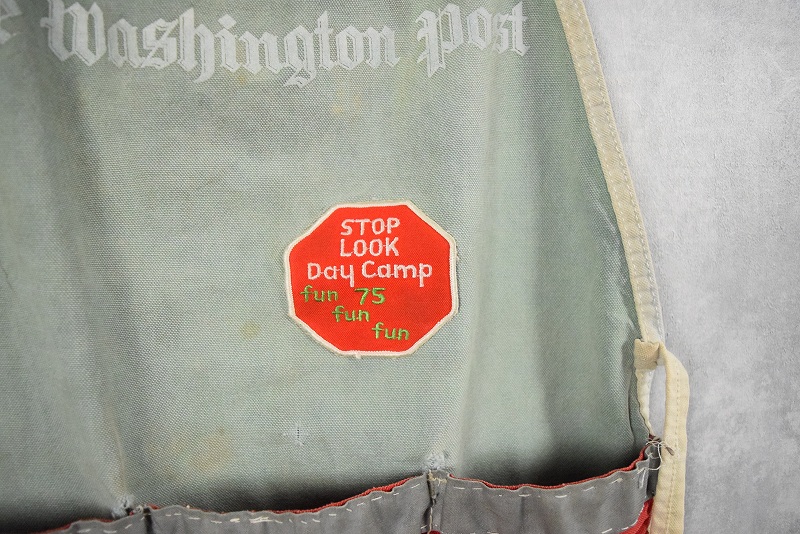 e Washington Post
STOP
LOOK
Day Camp
fun 75
fun
fun